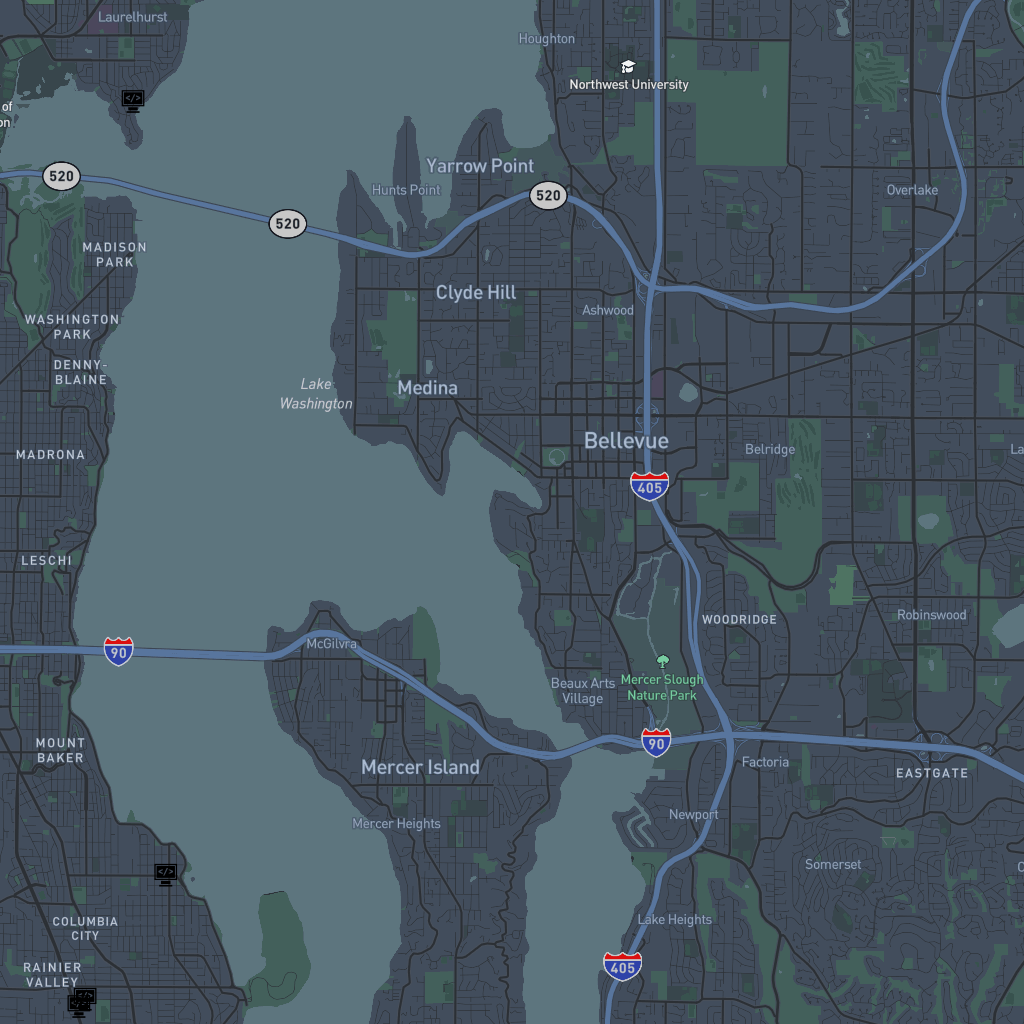 Laurelhurst
Houghton
Northwest University
of
on
Yarrow Point
Hunts Point
520
520
520
Overlake
MADISON
PARK
Clyde Hill
Ashwood
WASHINGTON
PARK
DENNY-
BLAINE
Lake
Washington
Medina
Bellevue
MADRONA
Belridge
La
405
LESCHI
WOODRIDGE
Robinswood
McGilvra
90
Beaux Arts
Village
Mercer Slough
Nature Park
90
MOUNT
BAKER
Mercer Island
Factoria
EASTGATE
Mercer Heights
Newport
Somerset
C
COLUMBIA
CITY
Lake Heights
RAINIER
VALLEY
405